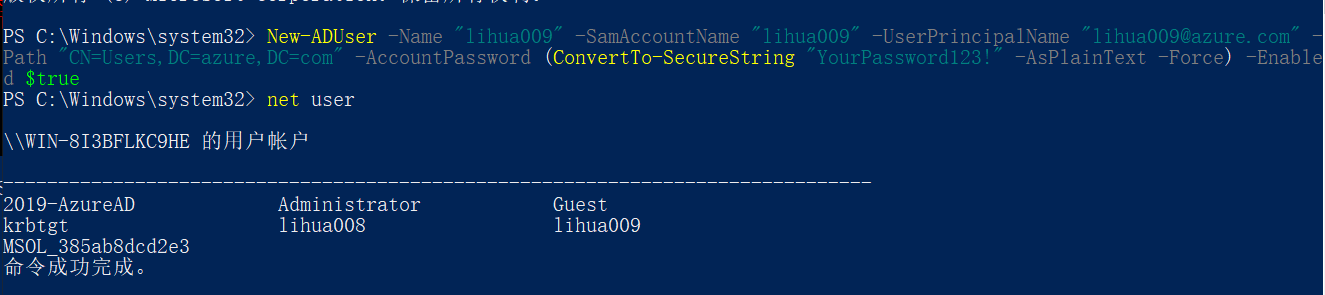 PS C:\Windows\system32> New-ADUser -Name "lihua009" -SamAccountName "lihua009" -UserPrincipalName "lihua009@azure.com" -
Path "CN=Users,DC=azure,DC=com" -AccountPassword (ConvertTo-SecureString "YourPassword123!" -AsPlainText -Force) -Enable
d $true
PS C:\Windows\system32> net user
\\WIN-8I3BFLKC9HE 的用户帐户
-------------------------------------------------------------------------------
2019-AzureAD Administrator Guest
krbtgt lihua008 lihua009
MSOL_385ab8dcd2e3
命令成功完成。